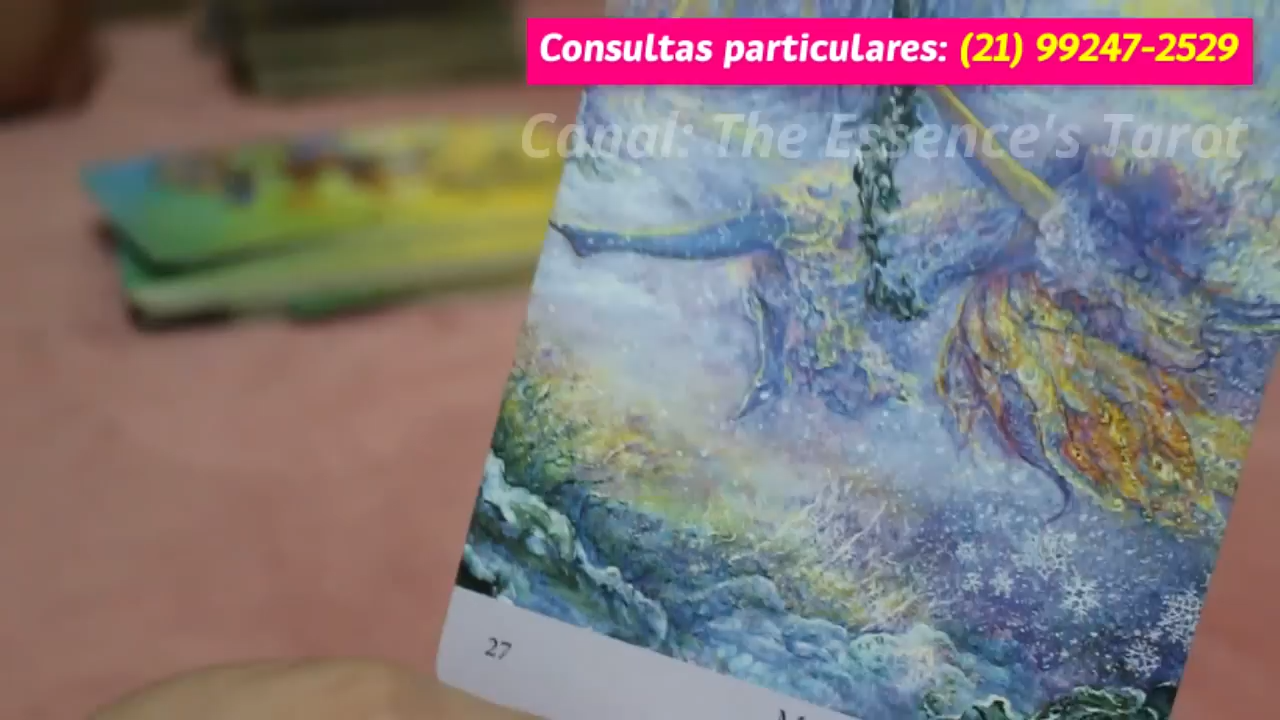 Consultas particulares: (21) 99247-2529
Canal: The Essence's Tarot
27